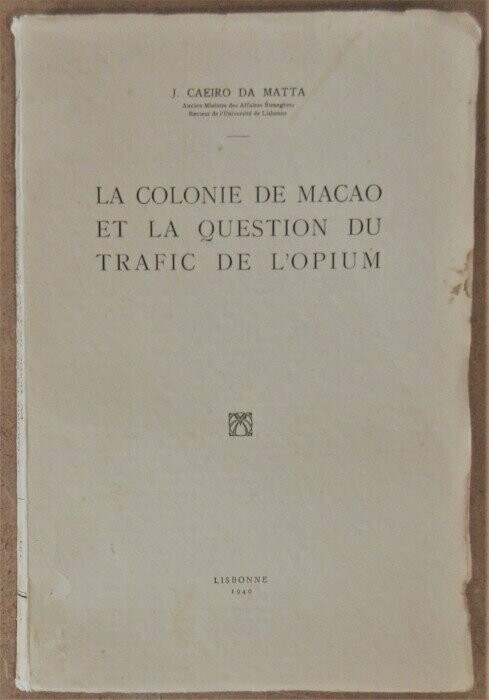 J. CAEIRO DA MATTA
Ancien Ministre des Affaires Étrangères
Recteur de l'Université de Lisbonne
LA COLONIE DE MACAO
ET LA QUESTION DU
TRAFIC DE L'OPIUM
LISBONNE
1940